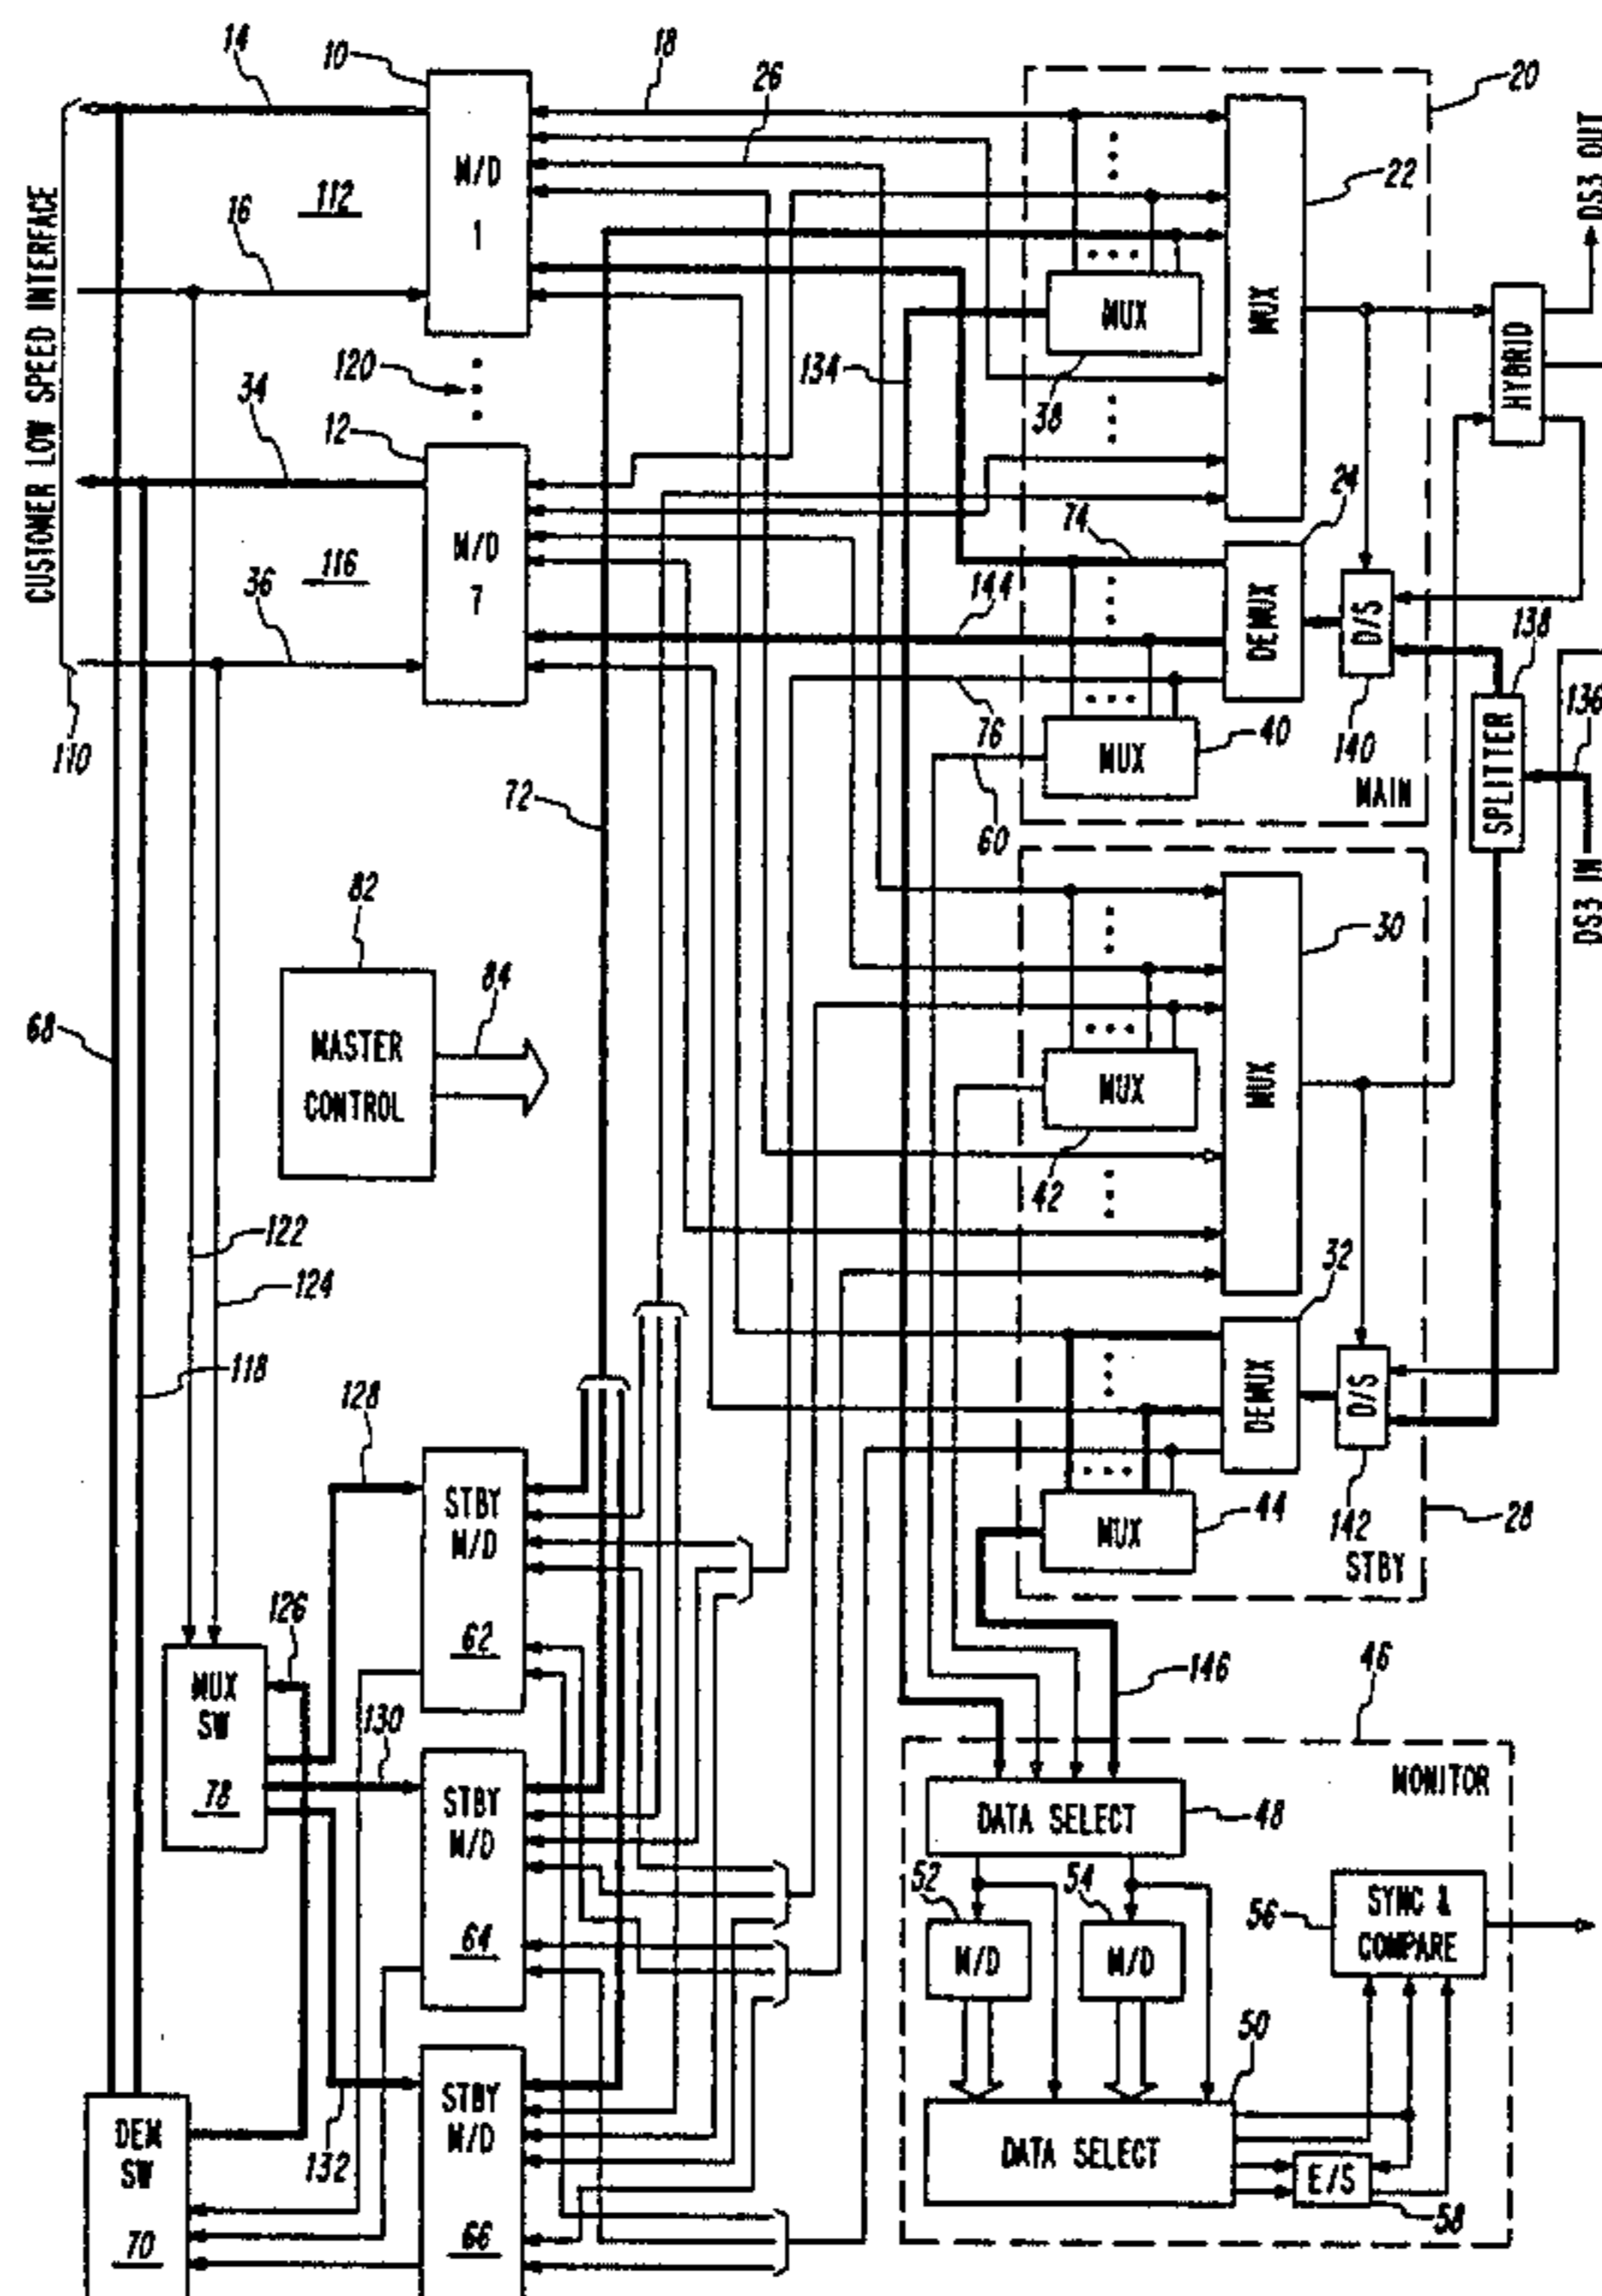 14
10
18
26
20
DS3 OUT
CUSTOMER LOW SPEED INTERFACE
112
M/D
1
22
16
MUX
MUX
HYBRID
120
134
38
34
12
24
74
116
M/D
7
36
144
DEMUX
D/S
138
136
110
76
40
140
MUX
MAIN
SPLITTER
72
60
DS3 IN
82
84
30
68
MASTER
CONTROL
MUX
MUX
42
122
124
32
118
128
DEMUX
D/S
STBY
M/D
44
142
28
MUX
STBY
126
62
46
MUX
SW
146
130
MONITOR
78
STBY
M/D
DATA SELECT
48
52
54
SYNC &
COMPARE
56
64
M/D
M/D
50
DEM
SW
STBY
M/D
132
DATA SELECT
E/S
58
70
66